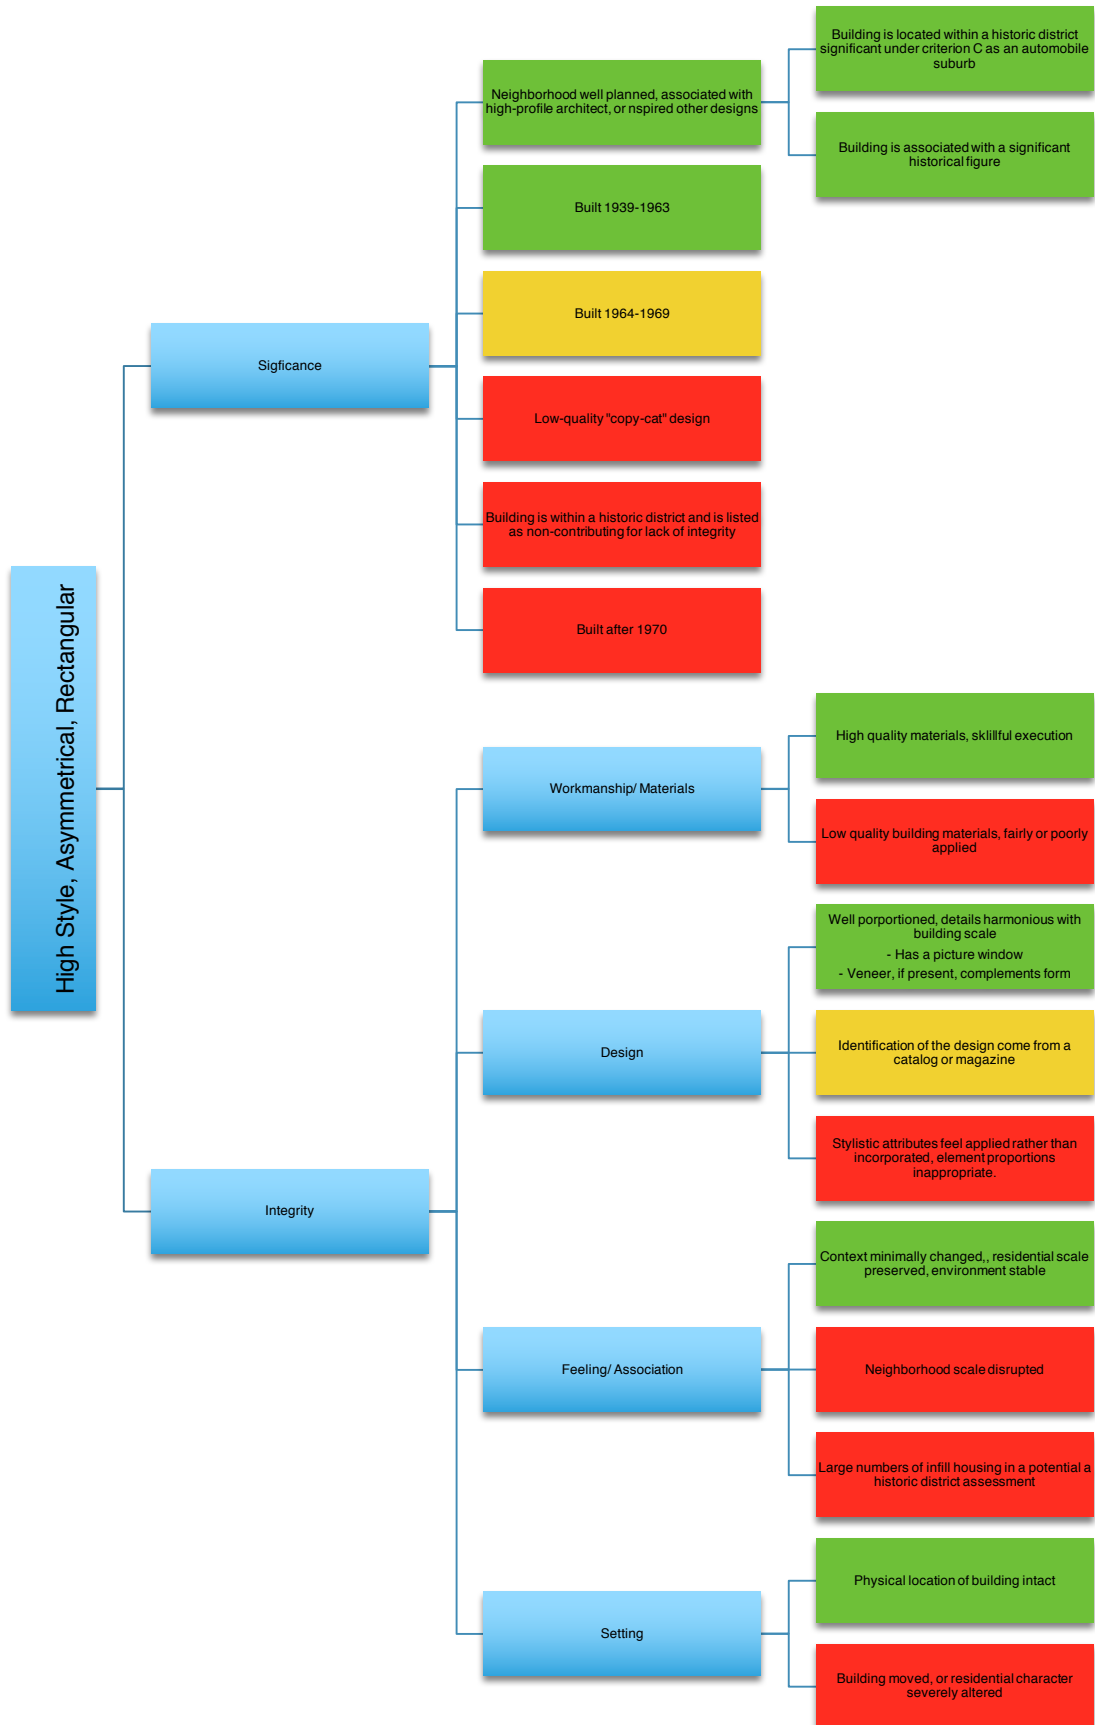 High Style, Asymmetrical, Rectangular
Sigficance
Neighborhood well planned, associated with
high-profile architect, or nspired other designs
Building is located within a historic district
significant under criterion C as an automobile
suburb
Building is associated with a significant
historical figure
Built 1939-1963
Built 1964-1969
Low-quality "copy-cat" design
Building is within a historic district and is listed
as non-contributing for lack of integrity
Built after 1970
Integrity
Workmanship/ Materials
High quality materials, sklillful execution
Low quality building materials, fairly or poorly
applied
Design
Well porportioned, details harmonious with
building scale
- Has a picture window
- Veneer, if present, complements form
Identification of the design come from a
catalog or magazine
Stylistic attributes feel applied rather than
incorporated, element proportions
inappropriate.
Feeling/ Association
Context minimally changed,, residential scale
preserved, environment stable
Neighborhood scale disrupted
Large numbers of infill housing in a potential a
historic district assessment
Setting
Physical location of building intact
Building moved, or residential character
severely altered